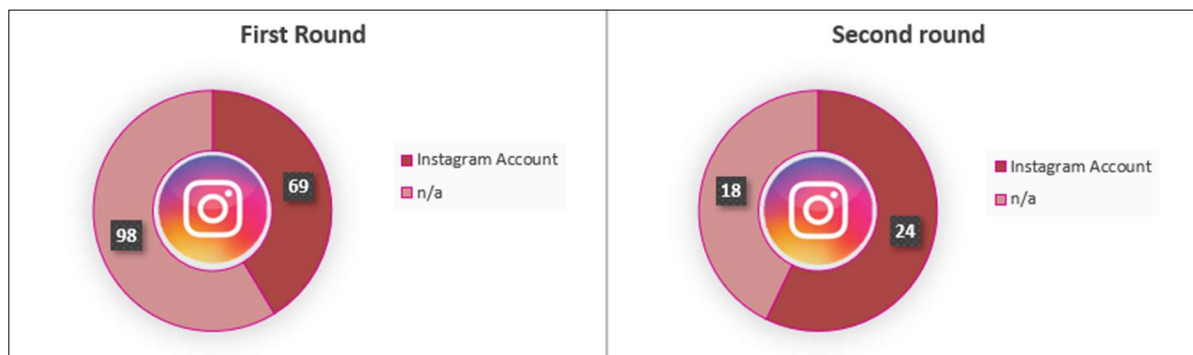 First Round
69
98
Instagram Account
n/a
Second round
18
24
Instagram Account
n/a